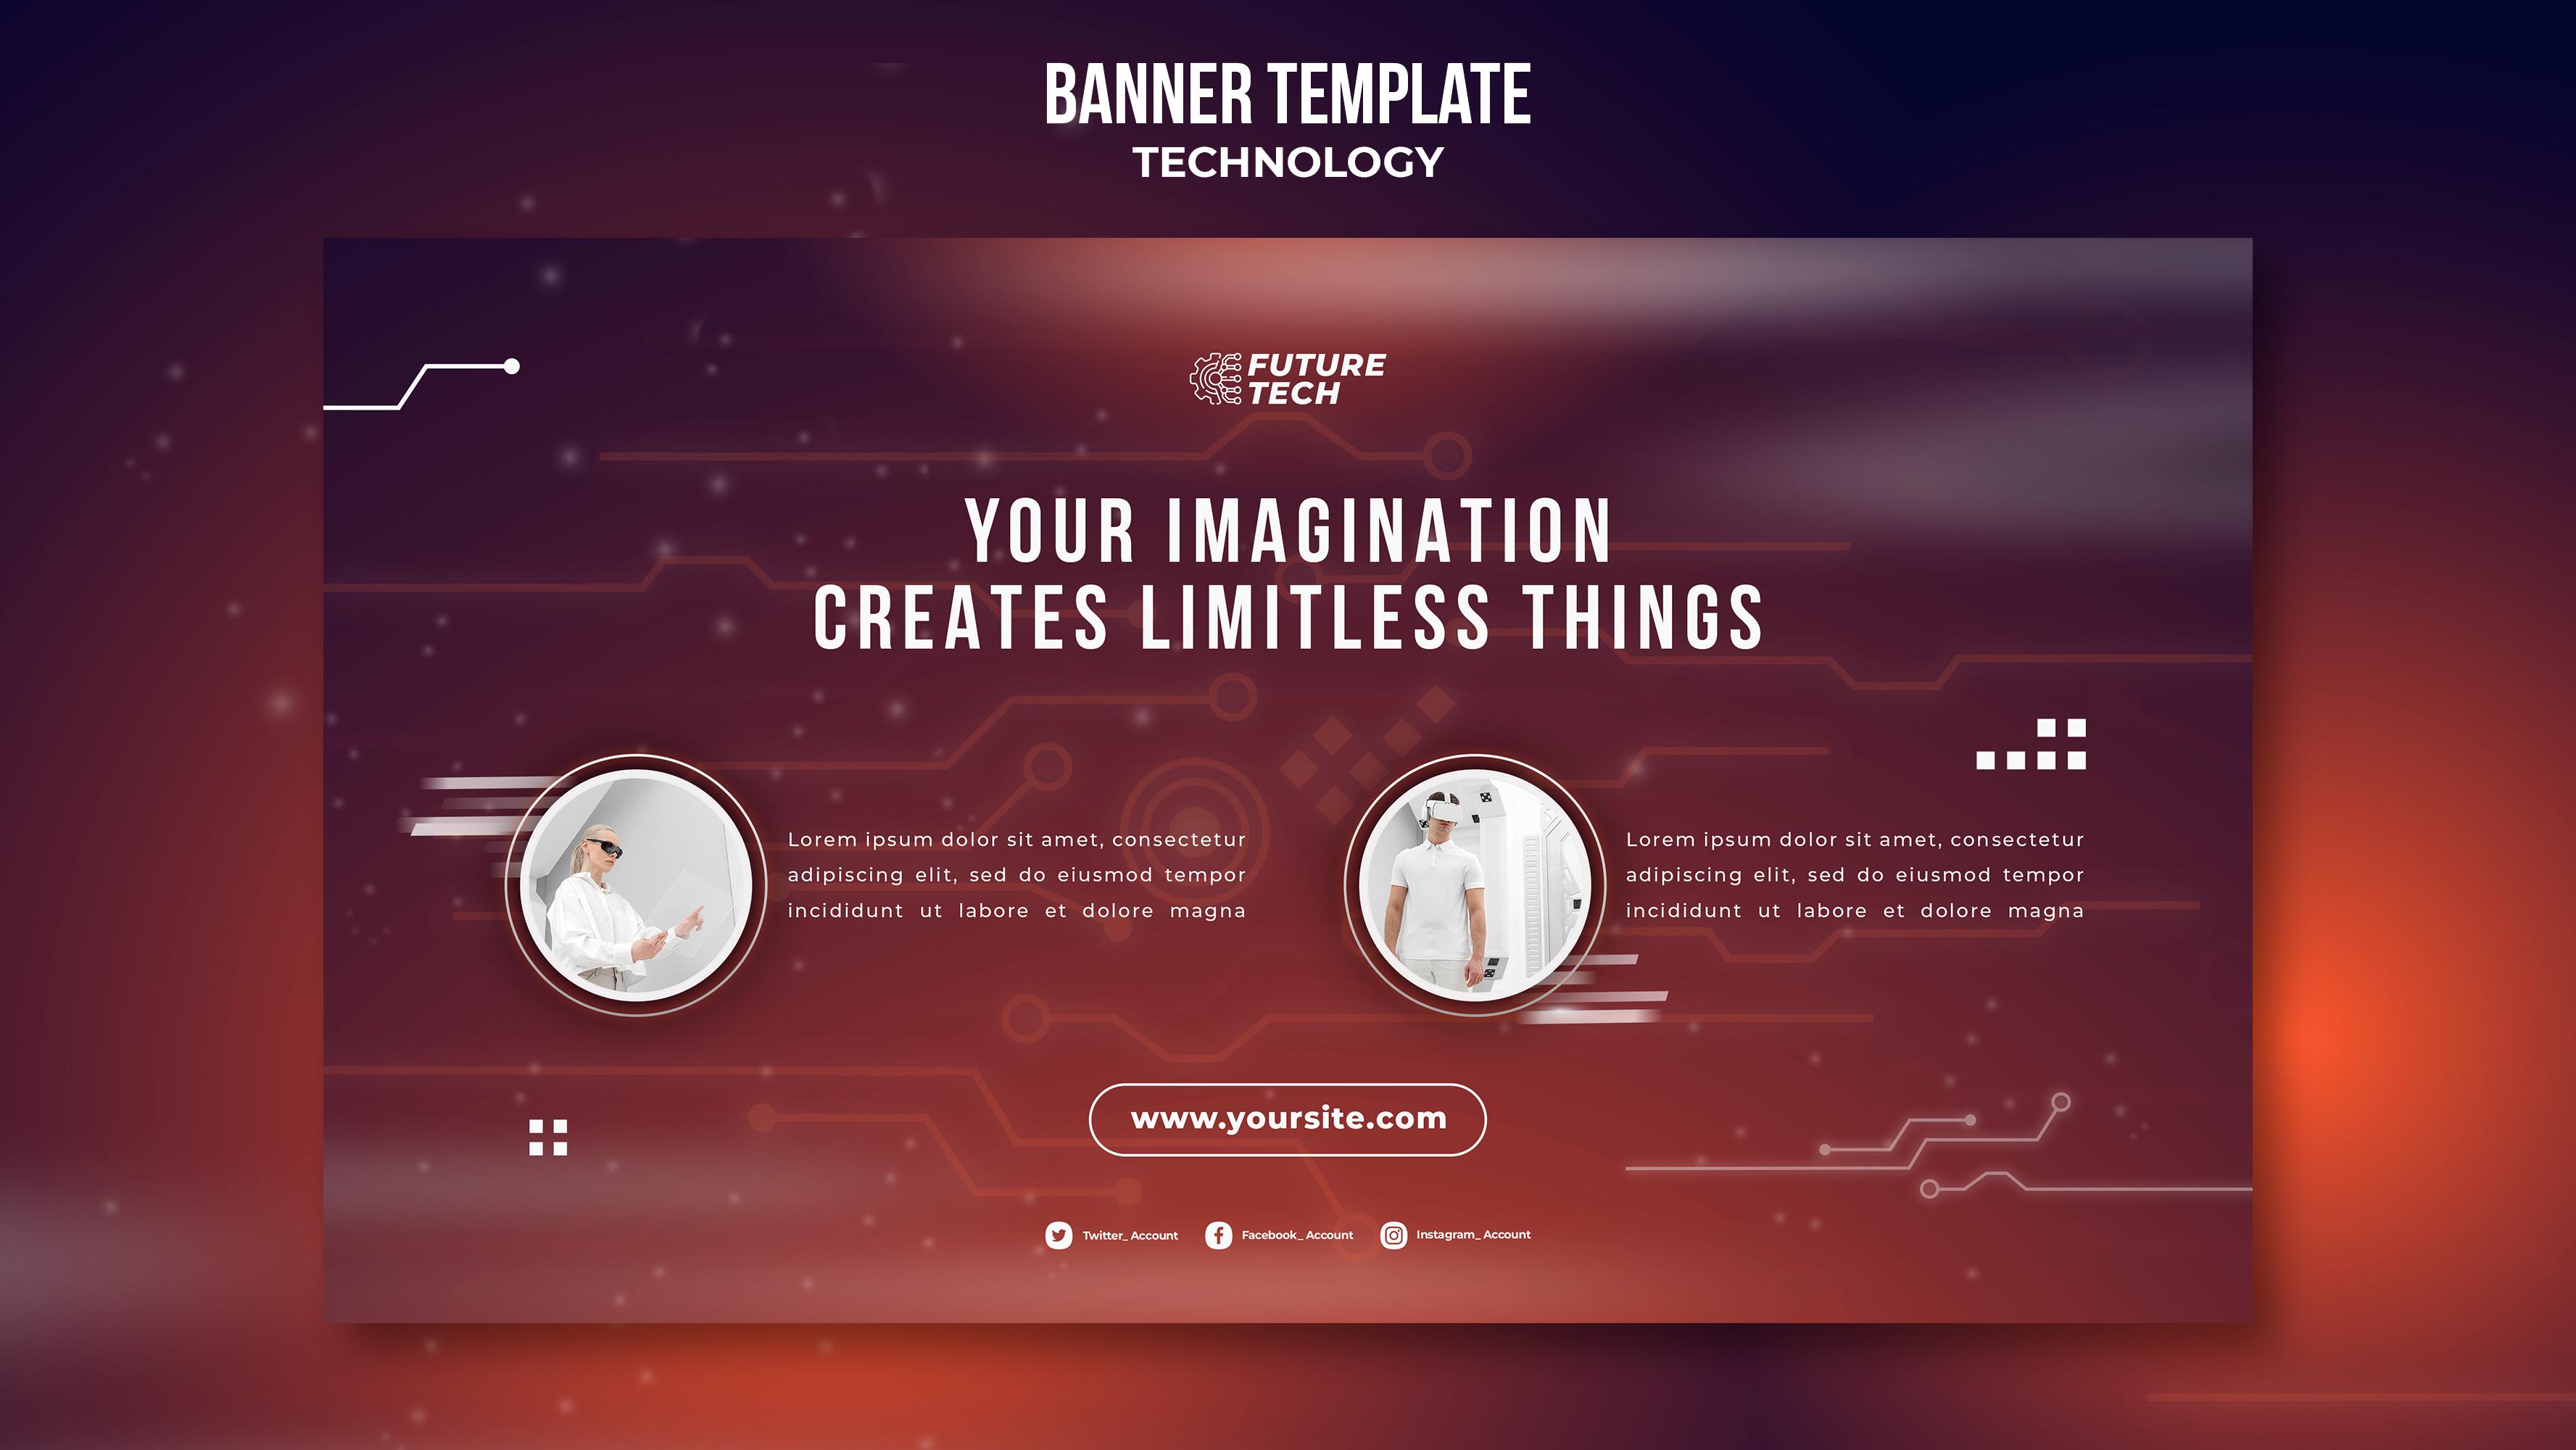 BANNER TEMPLATE
TECHNOLOGY
FUTURE
TECH
YOUR IMAGINATION
CREATES LIMITLESS THINGS
Lorem ipsum dolor sit amet, consectetur
adipiscing elit, sed do eiusmod tempor
incididunt ut labore et dolore magna
Lorem ipsum dolor sit amet, consectetur
adipiscing elit, sed do eiusmod tempor
incididunt ut labore et dolore magna
www.yoursite.com
Twitter_Account Facebook_Account Instagram_Account